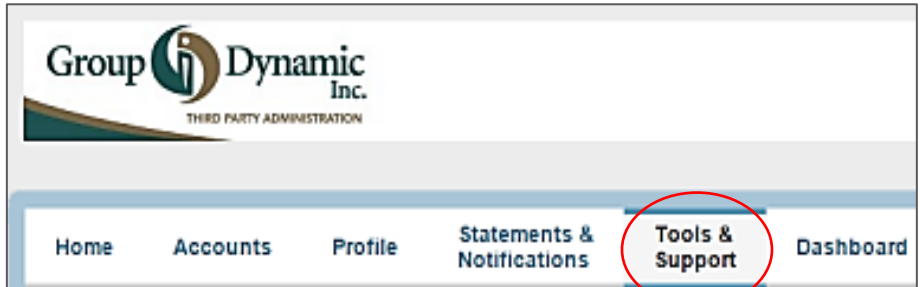 Group Dynamic
Inc.
THIRD PARTY ADMINISTRATION
Home Accounts Profile Statements & Notifications Tools & Support Dashboard